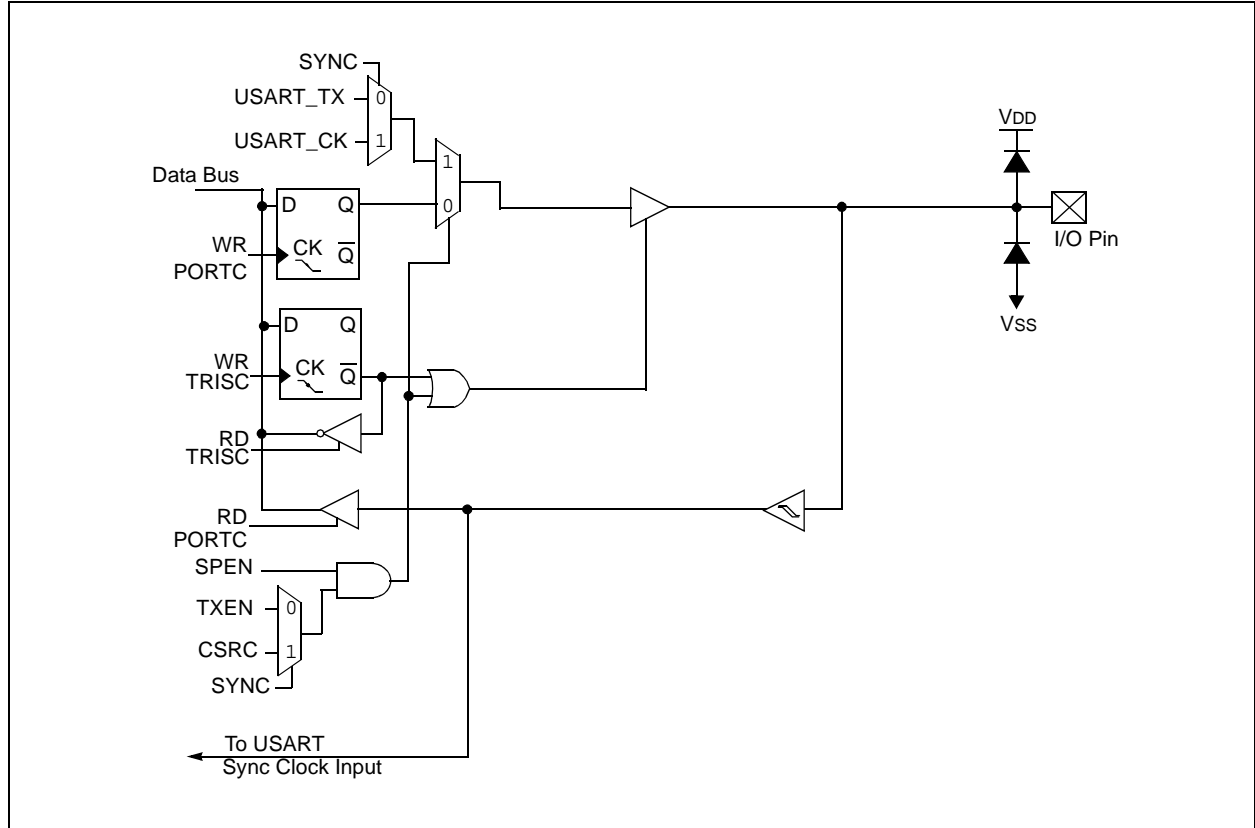 SYNC
USART_TX
0
USART_CK
1
VDD
Data Bus
1
D Q
0
WR
PORTC
CK Q̅
I/O Pin
D Q
VSS
WR
TRISC
CK Q̅
RD
TRISC
RD
PORTC
SPEN
TXEN
0
CSRC
1
SYNC
To USART
Sync Clock Input